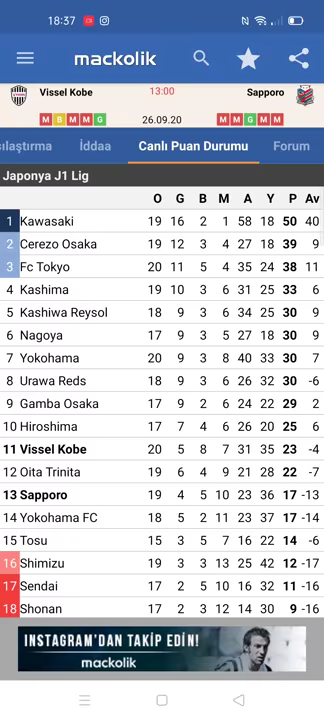 18:37
mackolik
Vissel Kobe 13:00 Sapporo
M B M M G 26.09.20 M M G M M
şılaştırma İddaa Canlı Puan Durumu Forum
Japonya J1 Lig
O G B M A Y P Av
1 Kawasaki 19 16 2 1 58 18 50 40
2 Cerezo Osaka 19 12 3 4 27 18 39 9
3 Fc Tokyo 20 11 5 4 35 24 38 11
4 Kashima 19 10 3 6 31 25 33 6
5 Kashiwa Reysol 18 9 3 6 34 25 30 9
6 Nagoya 17 9 3 5 27 18 30 9
7 Yokohama 20 9 3 8 40 33 30 7
8 Urawa Reds 18 9 3 6 26 32 30 -6
9 Gamba Osaka 17 9 2 6 24 22 29 2
10 Hiroshima 17 7 4 6 26 20 25 6
11 Vissel Kobe 20 5 8 7 31 35 23 -4
12 Oita Trinita 19 6 4 9 21 28 22 -7
13 Sapporo 19 4 5 10 23 36 17 -13
14 Yokohama FC 18 5 2 11 23 37 17 -14
15 Tosu 15 3 5 7 16 22 14 -6
16 Shimizu 19 3 3 13 25 42 12 -17
17 Sendai 17 2 5 10 16 32 11 -16
18 Shonan 17 2 3 12 14 30 9 -16
INSTAGRAM'DAN TAKİP EDİN!
mackolik